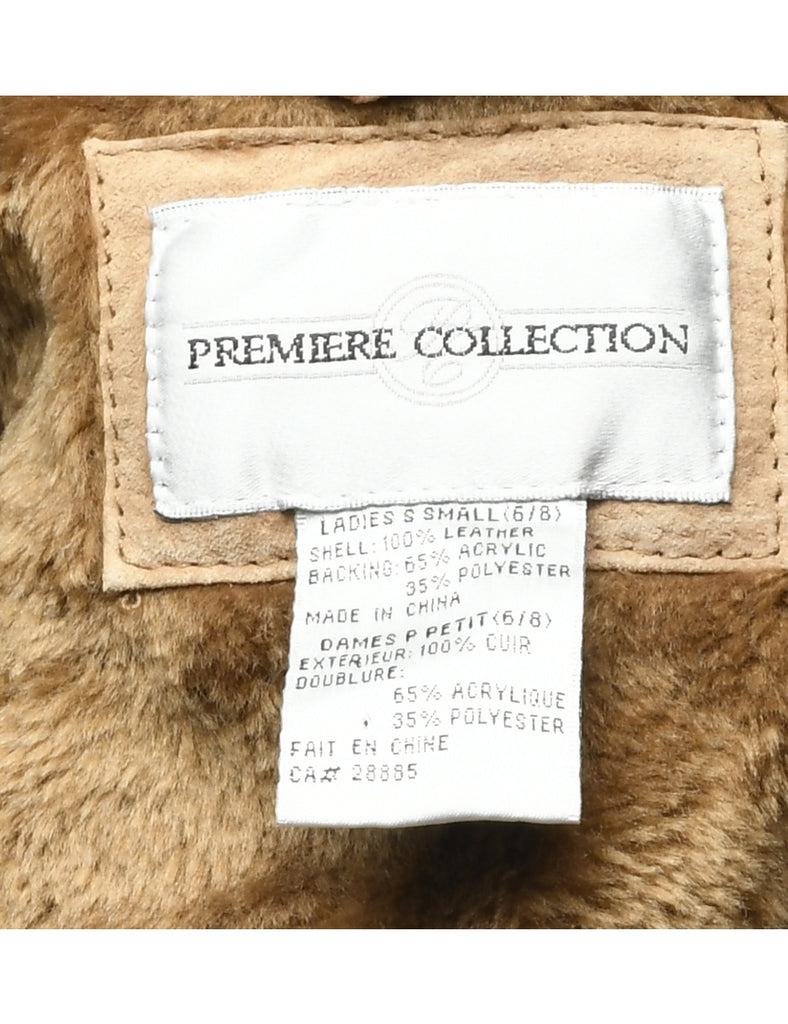 PREMIERE COLLECTION
LADIES S SMALL(6/8)
SHELL: 100% LEATHER
BACKING: 65% ACRYLIC
35% POLYESTER
MADE IN CHINA
DAMES P PETIT(6/8)
EXTERIEUR: 100% CUIR
DOUBLURE:
65% ACRYLIQUE
35% POLYESTER
FAIT EN CHINE
CA# 28885